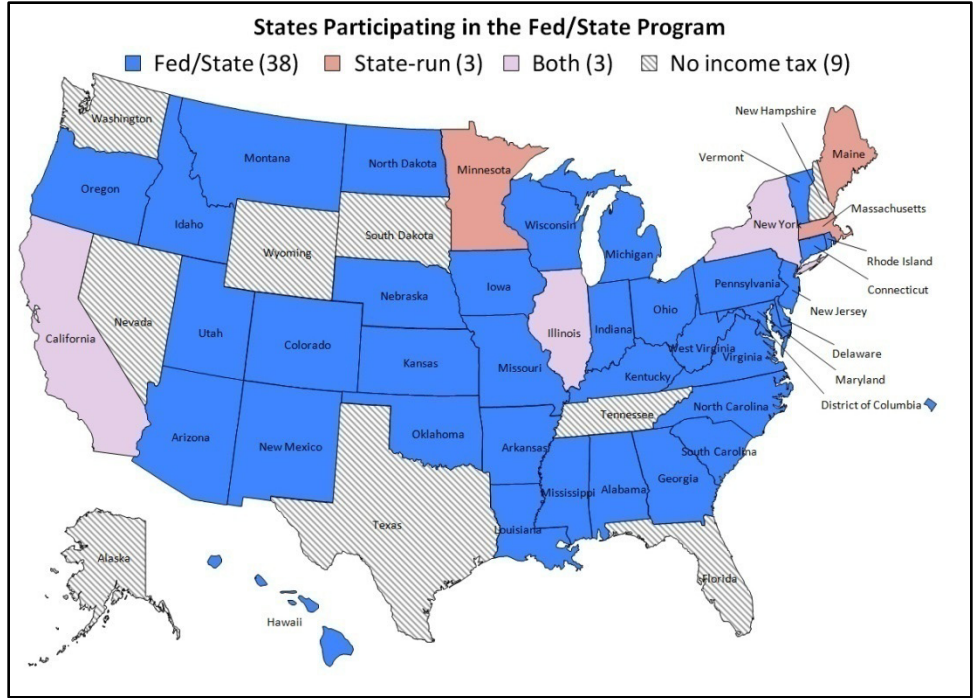 States Participating in the Fed/State Program
Fed/State (38) State-run (3) Both (3) No income tax (9)
New Hampshire
Washington
Vermont
Maine
Montana
North Dakota
Minnesota
Oregon
Idaho
Wisconsin
Massachusetts
South Dakota
New York
Wyoming
Michigan
Rhode Island
Connecticut
Iowa
Pennsylvania
Nebraska
New Jersey
Nevada
Utah
Illinois
Indiana
Ohio
California
Colorado
West Virginia
Virginia
Delaware
Kansas
Missouri
Kentucky
Maryland
District of Columbia
North Carolina
Tennessee
Arizona
New Mexico
Oklahoma
Arkansas
South Carolina
Mississippi
Alabama
Georgia
Texas
Louisiana
Alaska
Florida
Hawaii